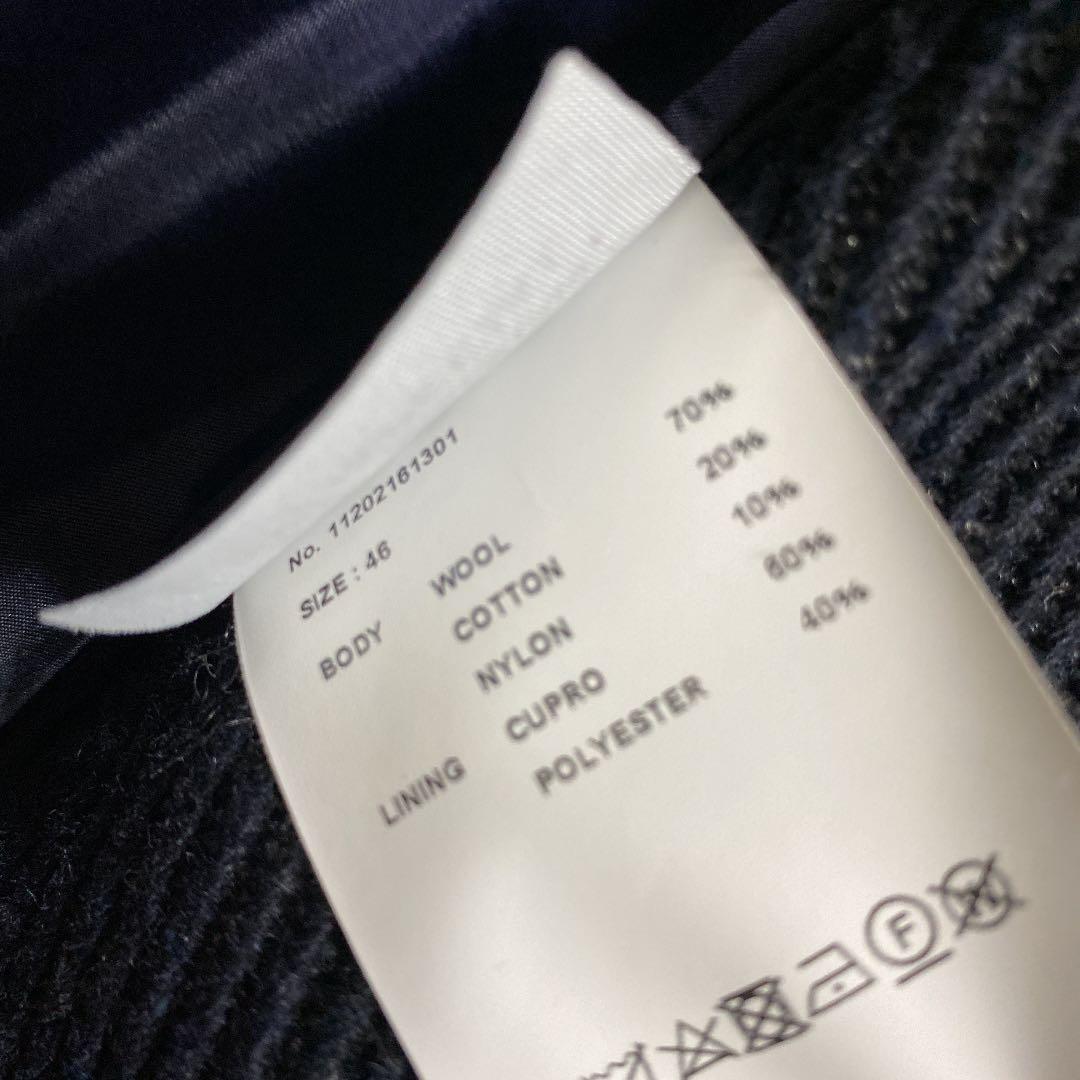 No. 11202161301
SIZE : 46
BODY WOOL 70%
COTTON 20%
NYLON 10%
LINING CUPRO 60%
POLYESTER 40%
F
W